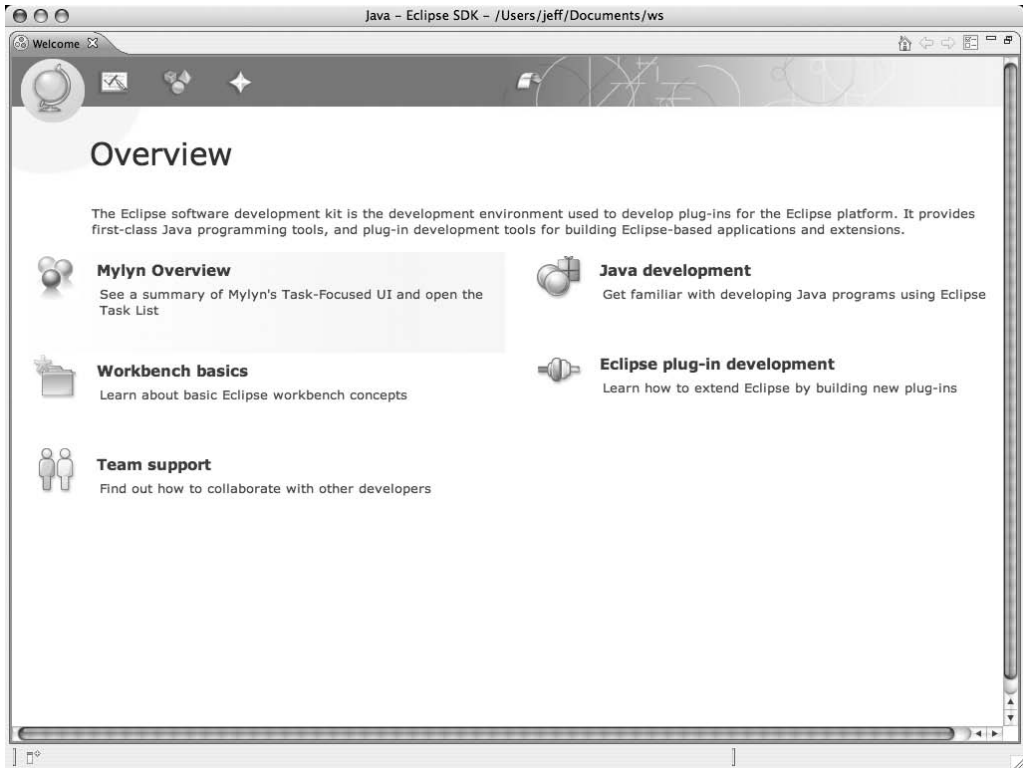 Java – Eclipse SDK – /Users/jeff/Documents/ws
Welcome
Overview
The Eclipse software development kit is the development environment used to develop plug-ins for the Eclipse platform. It provides
first-class Java programming tools, and plug-in development tools for building Eclipse-based applications and extensions.
Mylyn Overview
See a summary of Mylyn's Task-Focused UI and open the
Task List
Java development
Get familiar with developing Java programs using Eclipse
Workbench basics
Learn about basic Eclipse workbench concepts
Eclipse plug-in development
Learn how to extend Eclipse by building new plug-ins
Team support
Find out how to collaborate with other developers